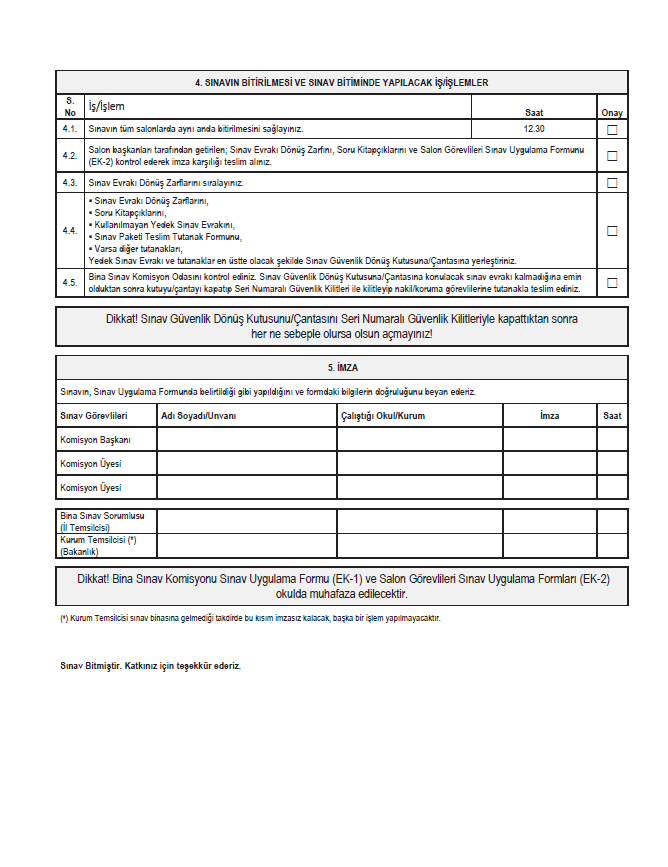 4. SINAVIN BİTİRİLMESİ VE SINAV BİTİMİNDE YAPILACAK İŞ/İŞLEMLER
S. No İş/İşlem Saat Onay
4.1. Sınavın tüm salonlarda aynı anda bitirilmesini sağlayınız. 12.30 ☐
4.2. Salon başkanları tarafından getirilen; Sınav Evrakı Dönüş Zarfını, Soru Kitapçıklarını ve Salon Görevlileri Sınav Uygulama Formunu
(EK-2) kontrol ederek imza karşılığı teslim alınız. ☐
4.3. Sınav Evrakı Dönüş Zarflarını sıralayınız. ☐
4.4.
▪ Sınav Evrakı Dönüş Zarflarını,
▪ Soru Kitapçıklarını,
▪ Kullanılmayan Yedek Sınav Evrakını,
▪ Sınav Paketi Teslim Tutanak Formunu,
▪ Varsa diğer tutanakları,
Yedek Sınav Evrakı ve tutanaklar en üstte olacak şekilde Sınav Güvenlik Dönüş Kutusuna/Çantasına yerleştiriniz. ☐
4.5. Bina Sınav Komisyon Odasını kontrol ediniz. Sınav Güvenlik Dönüş Kutusuna/Çantasına konulacak sınav evrakı kalmadığına emin
olduktan sonra kutuyu/çantayı kapatıp Seri Numaralı Güvenlik Kilitleri ile kilitleyip nakil/koruma görevlilerine tutanakla teslim ediniz. ☐
Dikkat! Sınav Güvenlik Dönüş Kutusunu/Çantasını Seri Numaralı Güvenlik Kilitleriyle kapattıktan sonra
her ne sebeple olursa olsun açmayınız!
5. İMZA
Sınavın, Sınav Uygulama Formunda belirtildiği gibi yapıldığını ve formdaki bilgilerin doğruluğunu beyan ederiz.
Sınav Görevlileri Adı Soyadı/Unvanı Çalıştığı Okul/Kurum İmza Saat
Komisyon Başkanı
Komisyon Üyesi
Komisyon Üyesi
Bina Sınav Sorumlusu
(İl Temsilcisi)
Kurum Temsilcisi (*)
(Bakanlık)
Dikkat! Bina Sınav Komisyonu Sınav Uygulama Formu (EK-1) ve Salon Görevlileri Sınav Uygulama Formları (EK-2)
okulda muhafaza edilecektir.
(*) Kurum Temsilcisi sınav binasına gelmediği takdirde bu kısım imzasız kalacak, başka bir işlem yapılmayacaktır.
Sınav Bitmiştir. Katkınız için teşekkür ederiz.